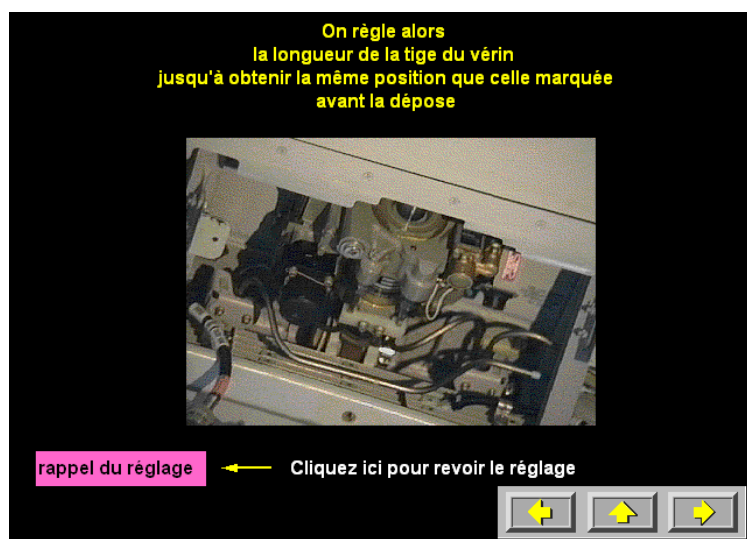 On règle alors
la longueur de la tige du vérin
jusqu'à obtenir la même position que celle marquée
avant la dépose
rappel du réglage
Cliquez ici pour revoir le réglage